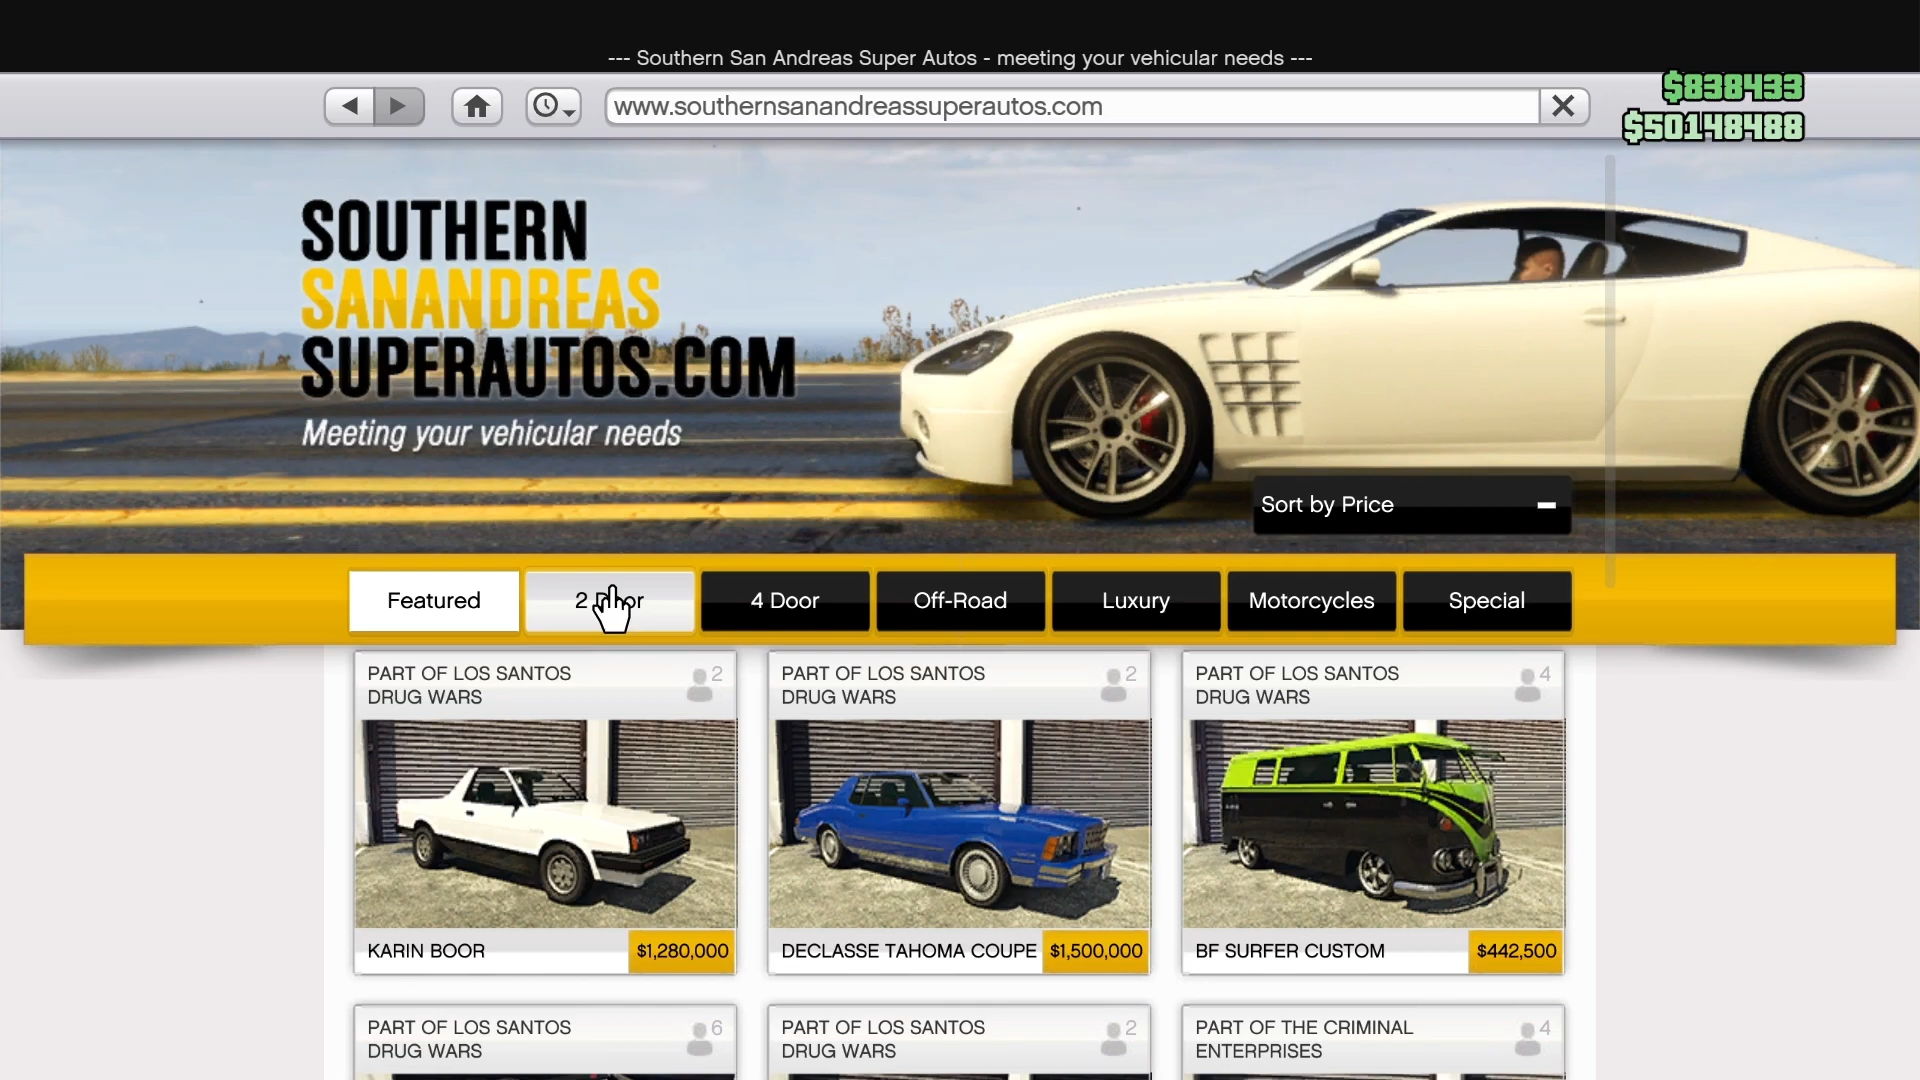 --- Southern San Andreas Super Autos - meeting your vehicular needs ---
www.southernsanandreassuperautos.com
$838433
$50148488
SOUTHERN
SANANDREAS
SUPERAUTOS.COM
Meeting your vehicular needs
Sort by Price
Featured
2 Door
4 Door
Off-Road
Luxury
Motorcycles
Special
PART OF LOS SANTOS
DRUG WARS
2
KARIN BOOR
$1,280,000
PART OF LOS SANTOS
DRUG WARS
2
DECLASSE TAHOMA COUPE
$1,500,000
PART OF LOS SANTOS
DRUG WARS
4
BF SURFER CUSTOM
$442,500
PART OF LOS SANTOS
DRUG WARS
6
PART OF LOS SANTOS
DRUG WARS
2
PART OF THE CRIMINAL
ENTERPRISES
4